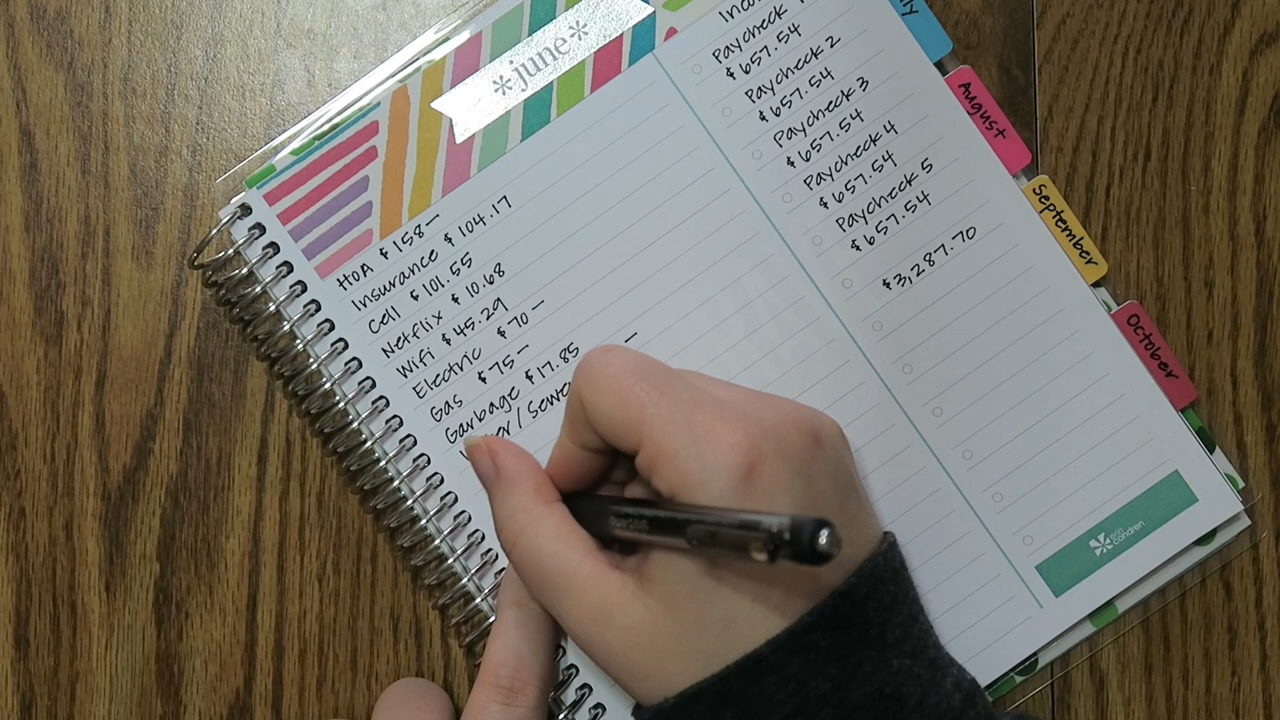 *june*
HOA $158—
Insurance $104.17
Cell $101.55
Netflix $10.68
Wifi $45.29
Electric $70—
Gas $75—
Garbage $17.85
Paycheck
$657.54
Paycheck 2
$657.54
Paycheck 3
$657.54
Paycheck 4
$657.54
Paycheck 5
$657.54
$3,287.70
August
September
October
erin
condren